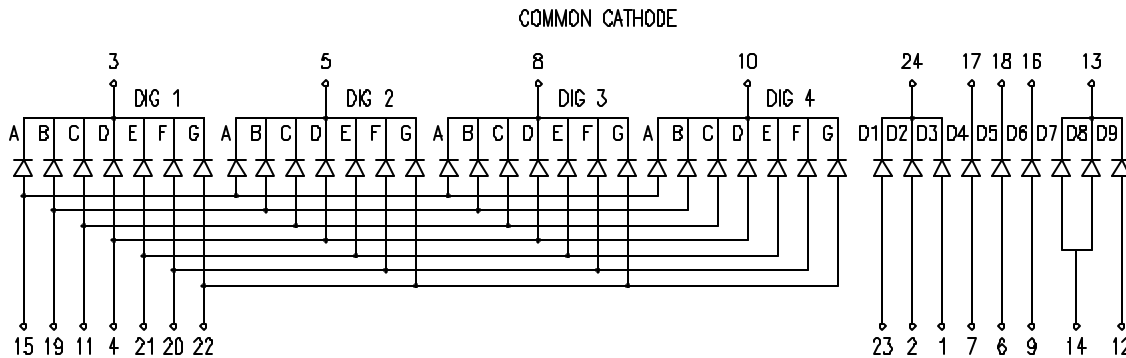 COMMON CATHODE
3 5 8 10 24 17 18 16 13
DIG 1 DIG 2 DIG 3 DIG 4
A B C D E F G A B C D E F G A B C D E F G A B C D E F G D1 D2 D3 D4 D5 D6 D7 D8 D9
15 19 11 4 21 20 22 23 2 1 7 6 9 14 12